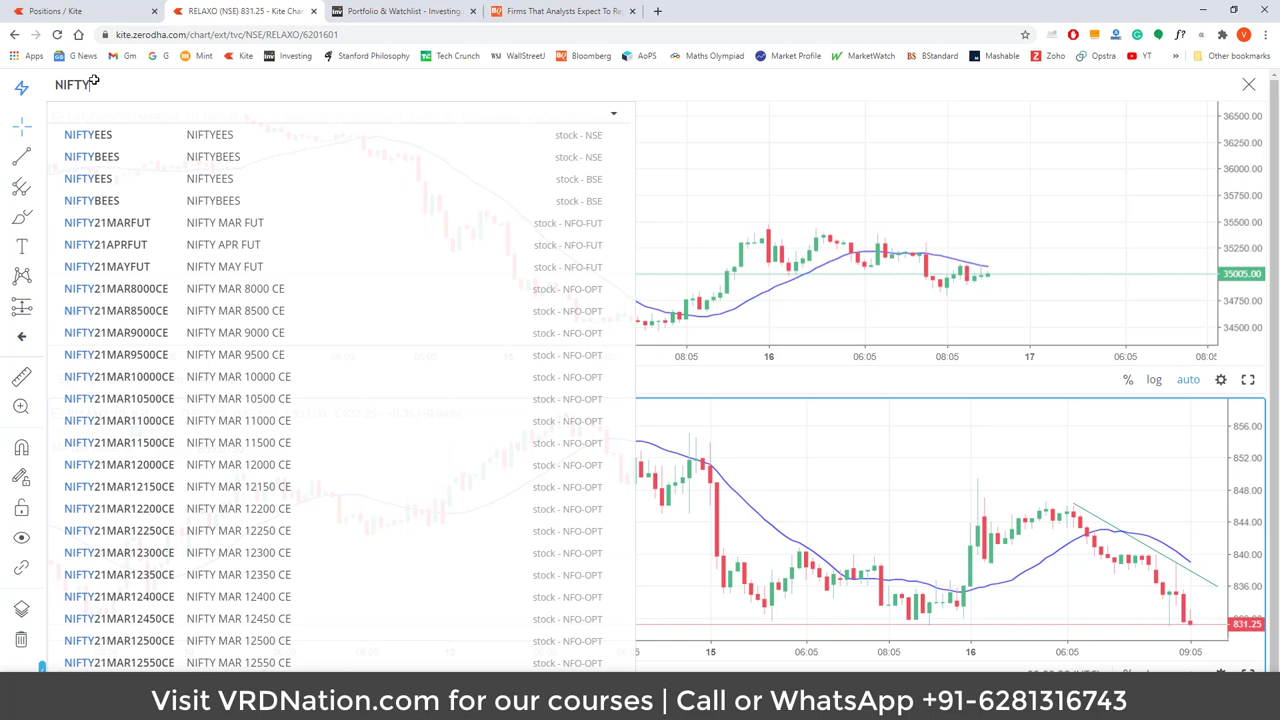 Positions / Kite
RELAXO (NSE) 831.25 - Kite Cha
Portfolio & Watchlist - Investing.
Firms That Analysts Expect To Re
kite.zerodha.com/chart/ext/tvc/NSE/RELAXO/6201601
Apps G News Gm G Mint Kite Investing Stanford Philosophy Tech Crunch WallStreetJ Bloomberg AoPS Maths Olympiad Market Profile MarketWatch BStandard Mashable Zoho Opstra YT Other bookmarks
NIFTY
NIFTYEES NIFTYEES stock - NSE
NIFTYBEES NIFTYBEES stock - NSE
NIFTYEES NIFTYEES stock - BSE
NIFTYBEES NIFTYBEES stock - BSE
NIFTY21MARFUT NIFTY MAR FUT stock - NFO-FUT
NIFTY21APRFUT NIFTY APR FUT stock - NFO-FUT
NIFTY21MAYFUT NIFTY MAY FUT stock - NFO-FUT
NIFTY21MAR8000CE NIFTY MAR 8000 CE stock - NFO-OPT
NIFTY21MAR8500CE NIFTY MAR 8500 CE stock - NFO-OPT
NIFTY21MAR9000CE NIFTY MAR 9000 CE stock - NFO-OPT
NIFTY21MAR9500CE NIFTY MAR 9500 CE stock - NFO-OPT
NIFTY21MAR10000CE NIFTY MAR 10000 CE stock - NFO-OPT
NIFTY21MAR10500CE NIFTY MAR 10500 CE stock - NFO-OPT
NIFTY21MAR11000CE NIFTY MAR 11000 CE stock - NFO-OPT
NIFTY21MAR11500CE NIFTY MAR 11500 CE stock - NFO-OPT
NIFTY21MAR12000CE NIFTY MAR 12000 CE stock - NFO-OPT
NIFTY21MAR12150CE NIFTY MAR 12150 CE stock - NFO-OPT
NIFTY21MAR12200CE NIFTY MAR 12200 CE stock - NFO-OPT
NIFTY21MAR12250CE NIFTY MAR 12250 CE stock - NFO-OPT
NIFTY21MAR12300CE NIFTY MAR 12300 CE stock - NFO-OPT
NIFTY21MAR12350CE NIFTY MAR 12350 CE stock - NFO-OPT
NIFTY21MAR12400CE NIFTY MAR 12400 CE stock - NFO-OPT
NIFTY21MAR12450CE NIFTY MAR 12450 CE stock - NFO-OPT
NIFTY21MAR12500CE NIFTY MAR 12500 CE stock - NFO-OPT
NIFTY21MAR12550CE NIFTY MAR 12550 CE stock - NFO-OPT
36500.00
36250.00
36000.00
35750.00
35500.00
35250.00
35005.00
34750.00
34500.00
08:05 16 06:05 08:05 17 06:05
% log auto
856.00
852.00
848.00
844.00
840.00
836.00
831.25
15 06:05 08:05 16 06:05 09:05
Visit VRDNation.com for our courses | Call or WhatsApp +91-6281316743